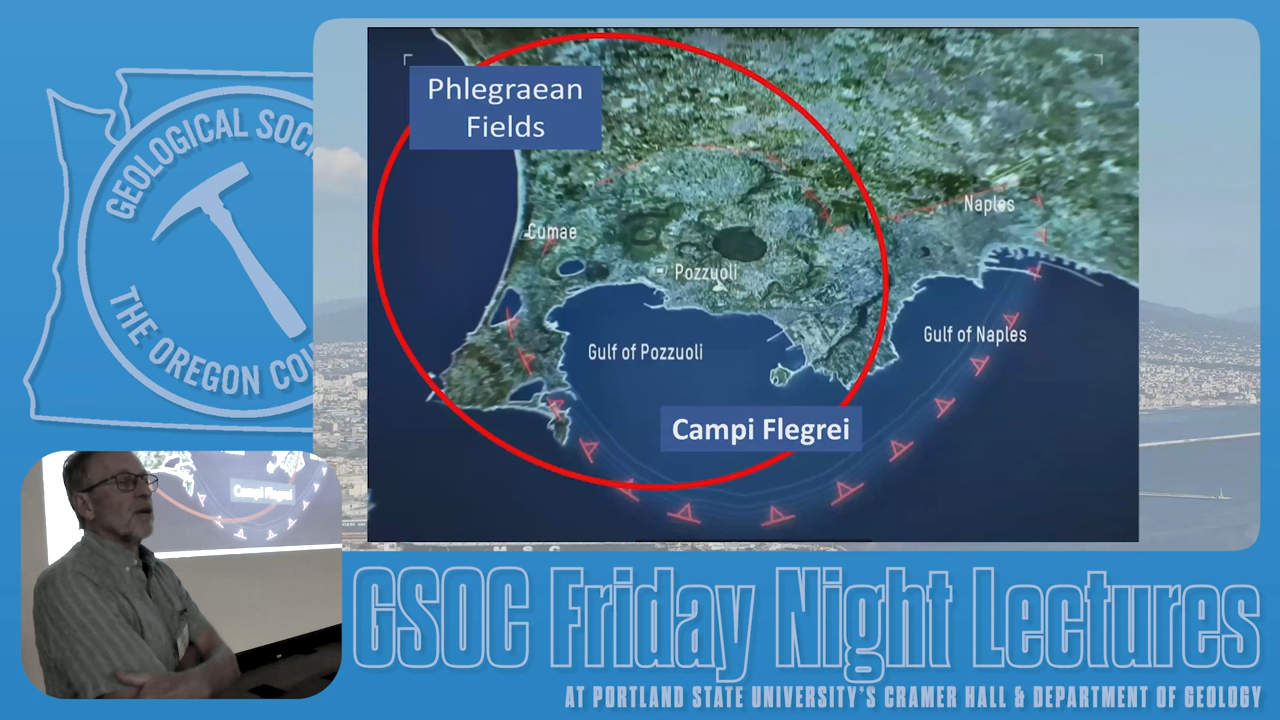 GEOLOGICAL SOC
THE OREGON COU
Phlegraean
Fields
Cumae
Naples
Pozzuoli
Gulf of Naples
Gulf of Pozzuoli
Campi Flegrei
Campi Flegrei
GSOC Friday Night Lectures
AT PORTLAND STATE UNIVERSITY'S CRAMER HALL & DEPARTMENT OF GEOLOGY